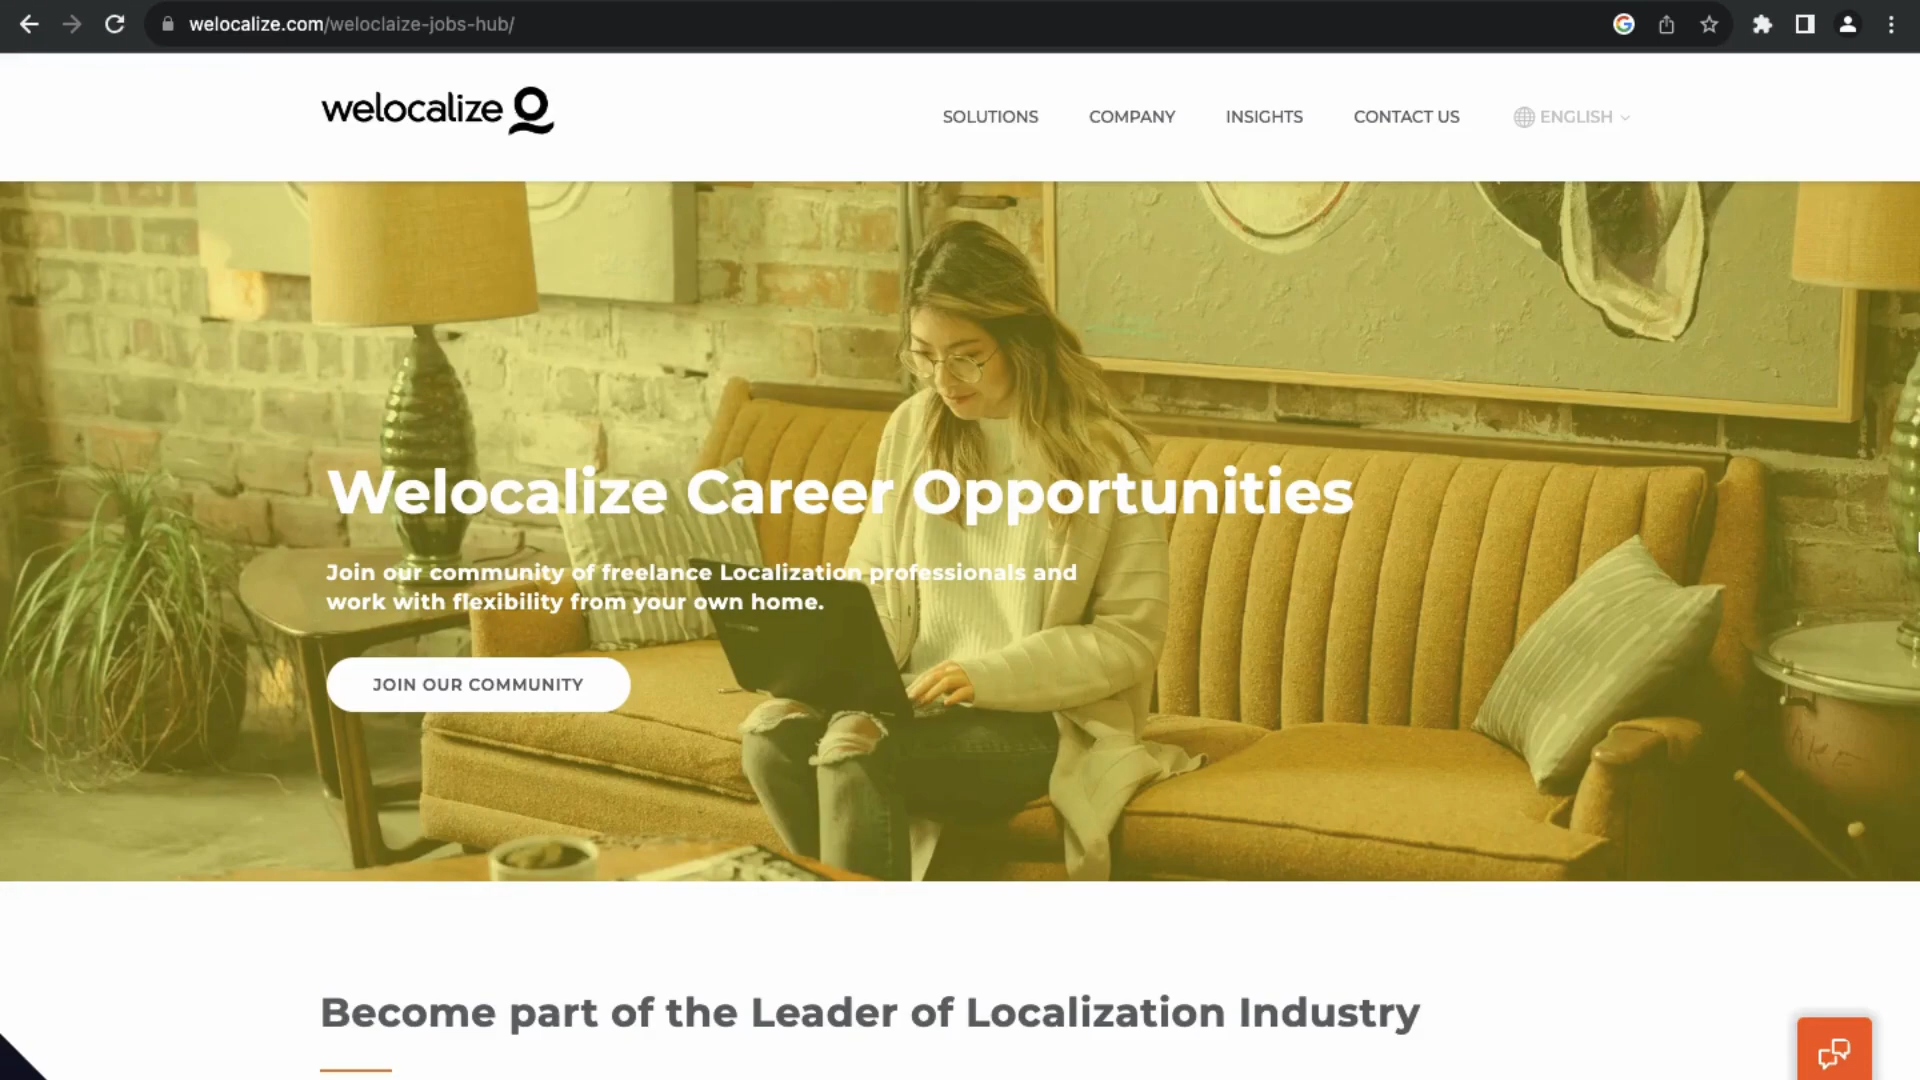 welocalize.com/weloclaize-jobs-hub/
welocalize
SOLUTIONS
COMPANY
INSIGHTS
CONTACT US
ENGLISH
Welocalize Career Opportunities
Join our community of freelance Localization professionals and
work with flexibility from your own home.
JOIN OUR COMMUNITY
Become part of the Leader of Localization Industry